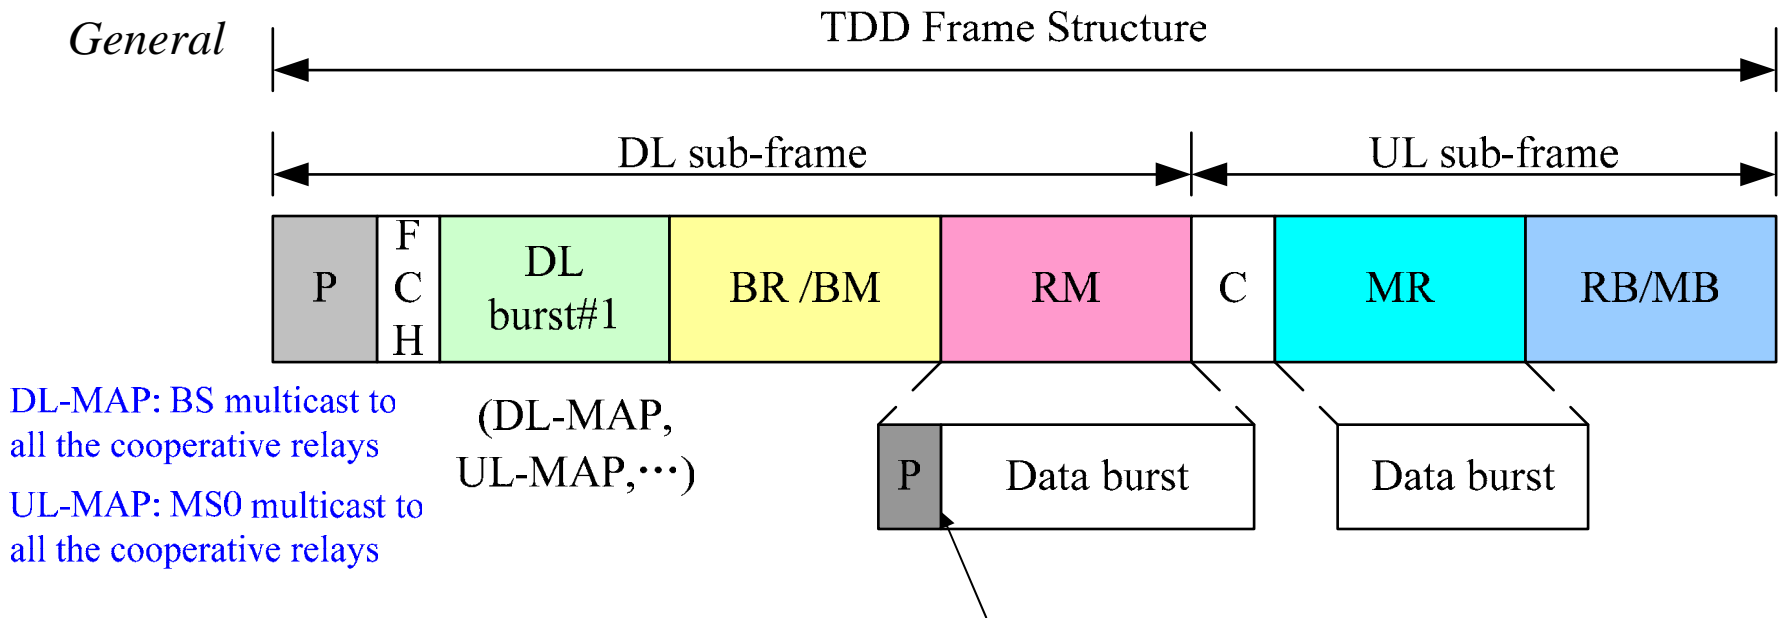 General
TDD Frame Structure
DL sub-frame
UL sub-frame
P
F
C
H
DL
burst#1
BR /BM
RM
C
MR
RB/MB
DL-MAP: BS multicast to
all the cooperative relays
UL-MAP: MS0 multicast to
all the cooperative relays
(DL-MAP,
UL-MAP,···)
P
Data burst
Data burst